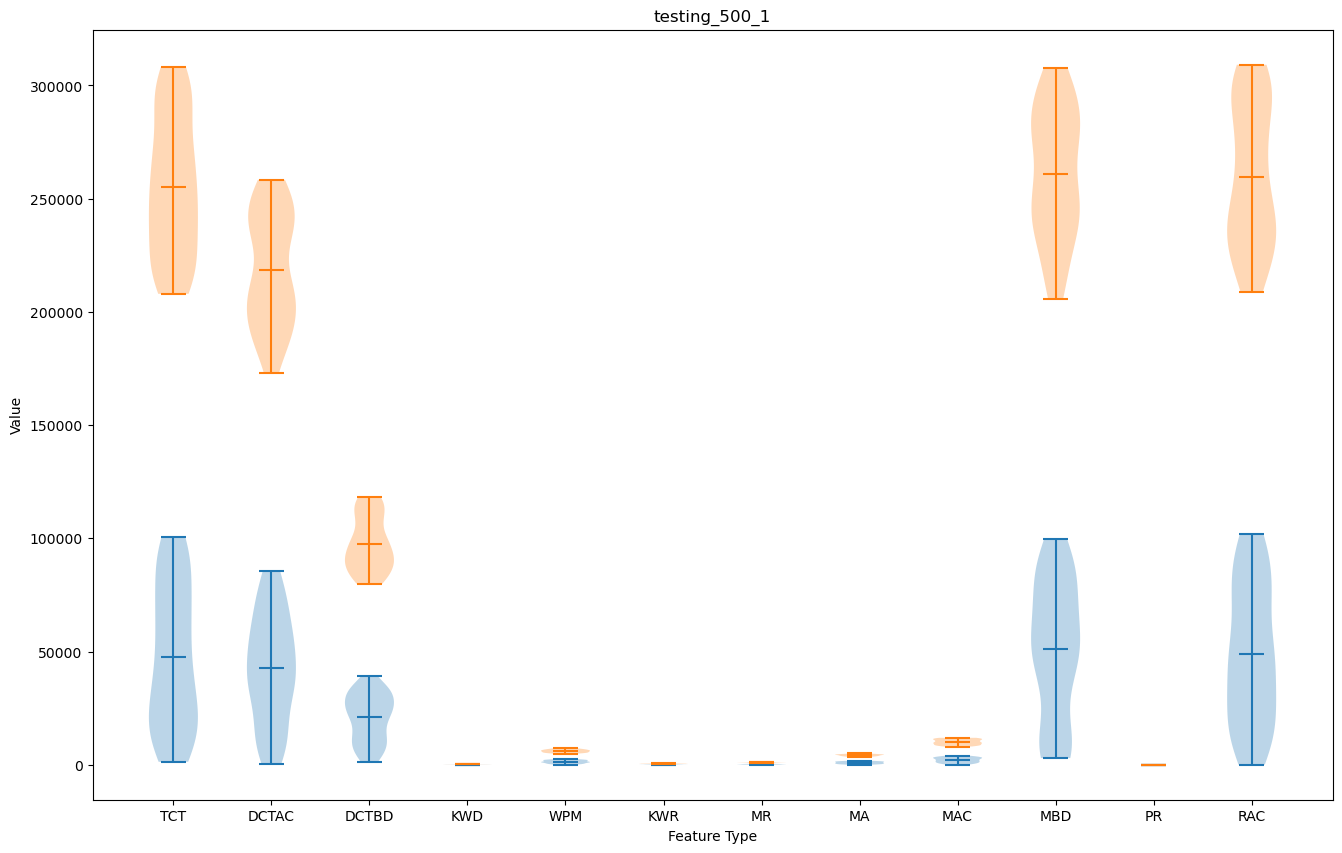 testing_500_1
Value
300000
250000
200000
150000
100000
50000
0
TCT DCTAC DCTBD KWD WPM KWR MR MA MAC MBD PR RAC
Feature Type